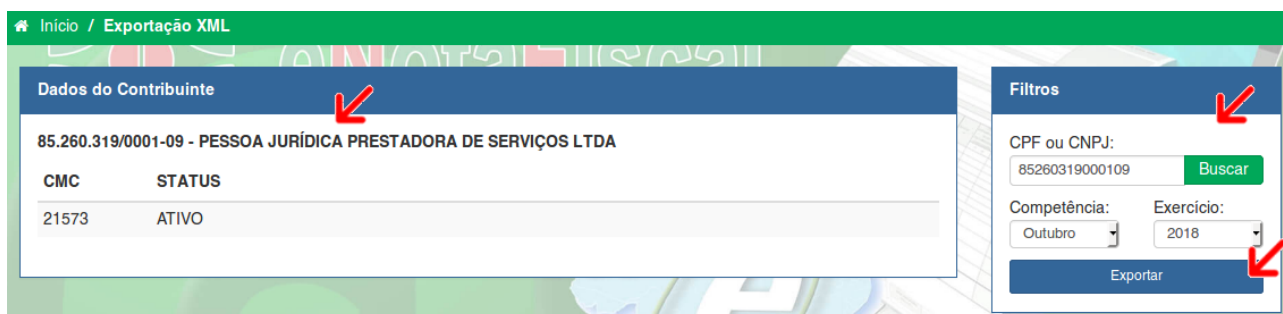 Início / Exportação XML
eNotaFiscal
Dados do Contribuinte
85.260.319/0001-09 - PESSOA JURÍDICA PRESTADORA DE SERVIÇOS LTDA
CMC STATUS
21573 ATIVO
Filtros
CPF ou CNPJ:
85260319000109 Buscar
Competência: Exercício:
Outubro 2018
Exportar
e